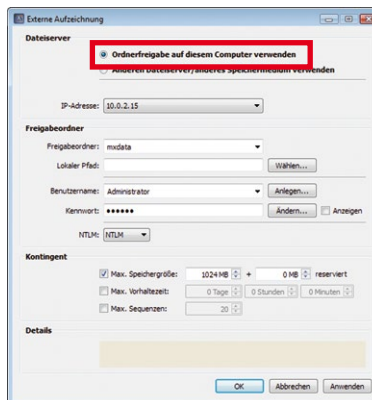 Externe Aufzeichnung
Dateiserver
Ordnerfreigabe auf diesem Computer verwenden
Anderen Dateiserver/anderes Speichermedium verwenden
IP-Adresse: 10.0.2.15
Freigabeordner
Freigabeordner: mxdata
Lokaler Pfad: Wählen...
Benutzername: Administrator Anlegen...
Kennwort: •••••• Ändern... Anzeigen
NTLM: NTLM
Kontingent
Max. Speichergröße: 1024 MB + 0 MB reserviert
Max. Vorhaltezeit: 0 Tage 0 Stunden 0 Minuten
Max. Sequenzen: 20
Details
OK Abbrechen Anwenden